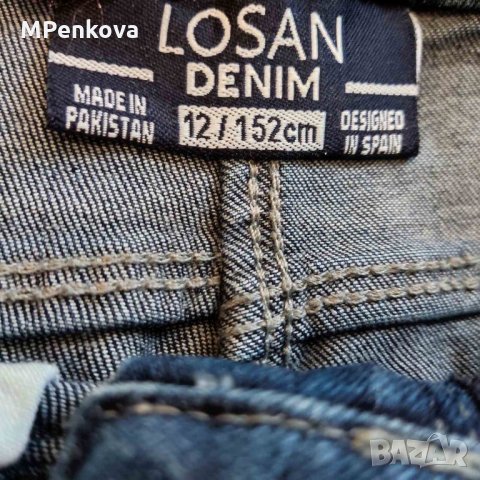 MPenkova
LOSAN
DENIM
MADE IN
PAKISTAN
12 / 152cm
DESIGNED
IN SPAIN
BAZAR